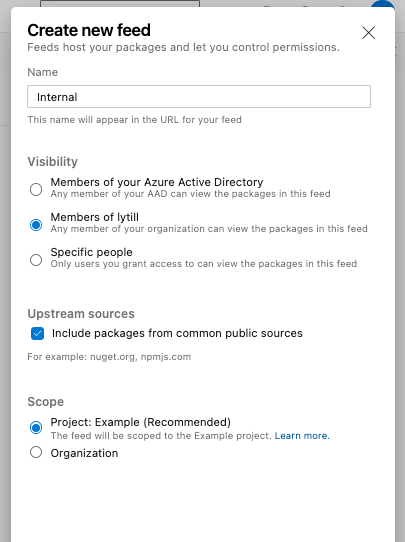 Create new feed
Feeds host your packages and let you control permissions.
Name
Internal
This name will appear in the URL for your feed
Visibility
Members of your Azure Active Directory
Any member of your AAD can view the packages in this feed
Members of lytill
Any member of your organization can view the packages in this feed
Specific people
Only users you grant access to can view the packages in this feed
Upstream sources
Include packages from common public sources
For example: nuget.org, npmjs.com
Scope
Project: Example (Recommended)
The feed will be scoped to the Example project. Learn more.
Organization